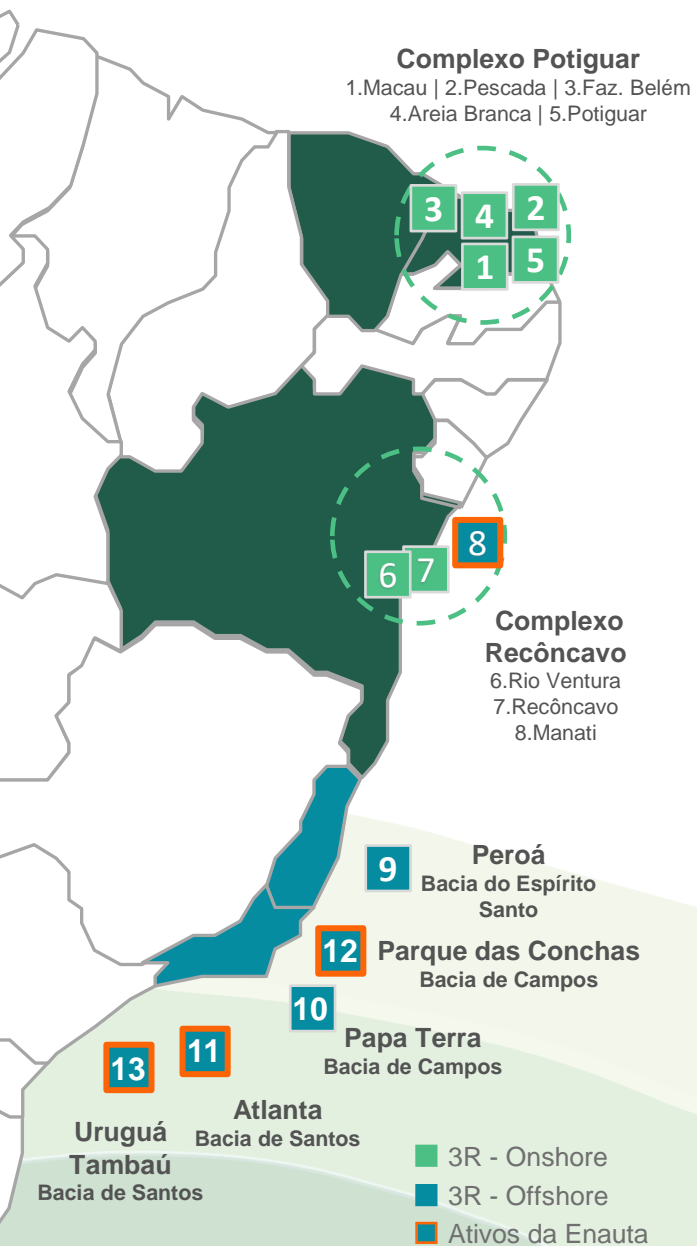 Complexo Potiguar
1.Macau | 2.Pescada | 3.Faz. Belém
4.Areia Branca | 5.Potiguar
3
4
2
1
5
8
6
7
Complexo
Recôncavo
6.Rio Ventura
7.Recôncavo
8.Manati
9
Peroá
Bacia do Espírito
Santo
12
Parque das Conchas
Bacia de Campos
10
Papa Terra
Bacia de Campos
11
13
Atlanta
Bacia de Santos
Uruguá
Tambaú
Bacia de Santos
3R - Onshore
3R - Offshore
Ativos da Enauta